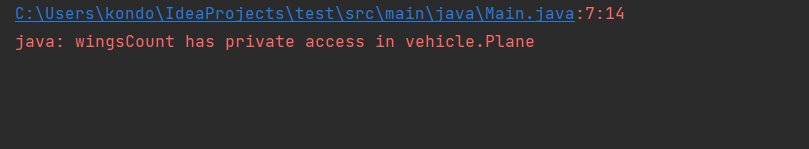 C:\Users\kondo\IdeaProjects\test\src\main\java\Main.java:7:14
java: wingsCount has private access in vehicle.Plane